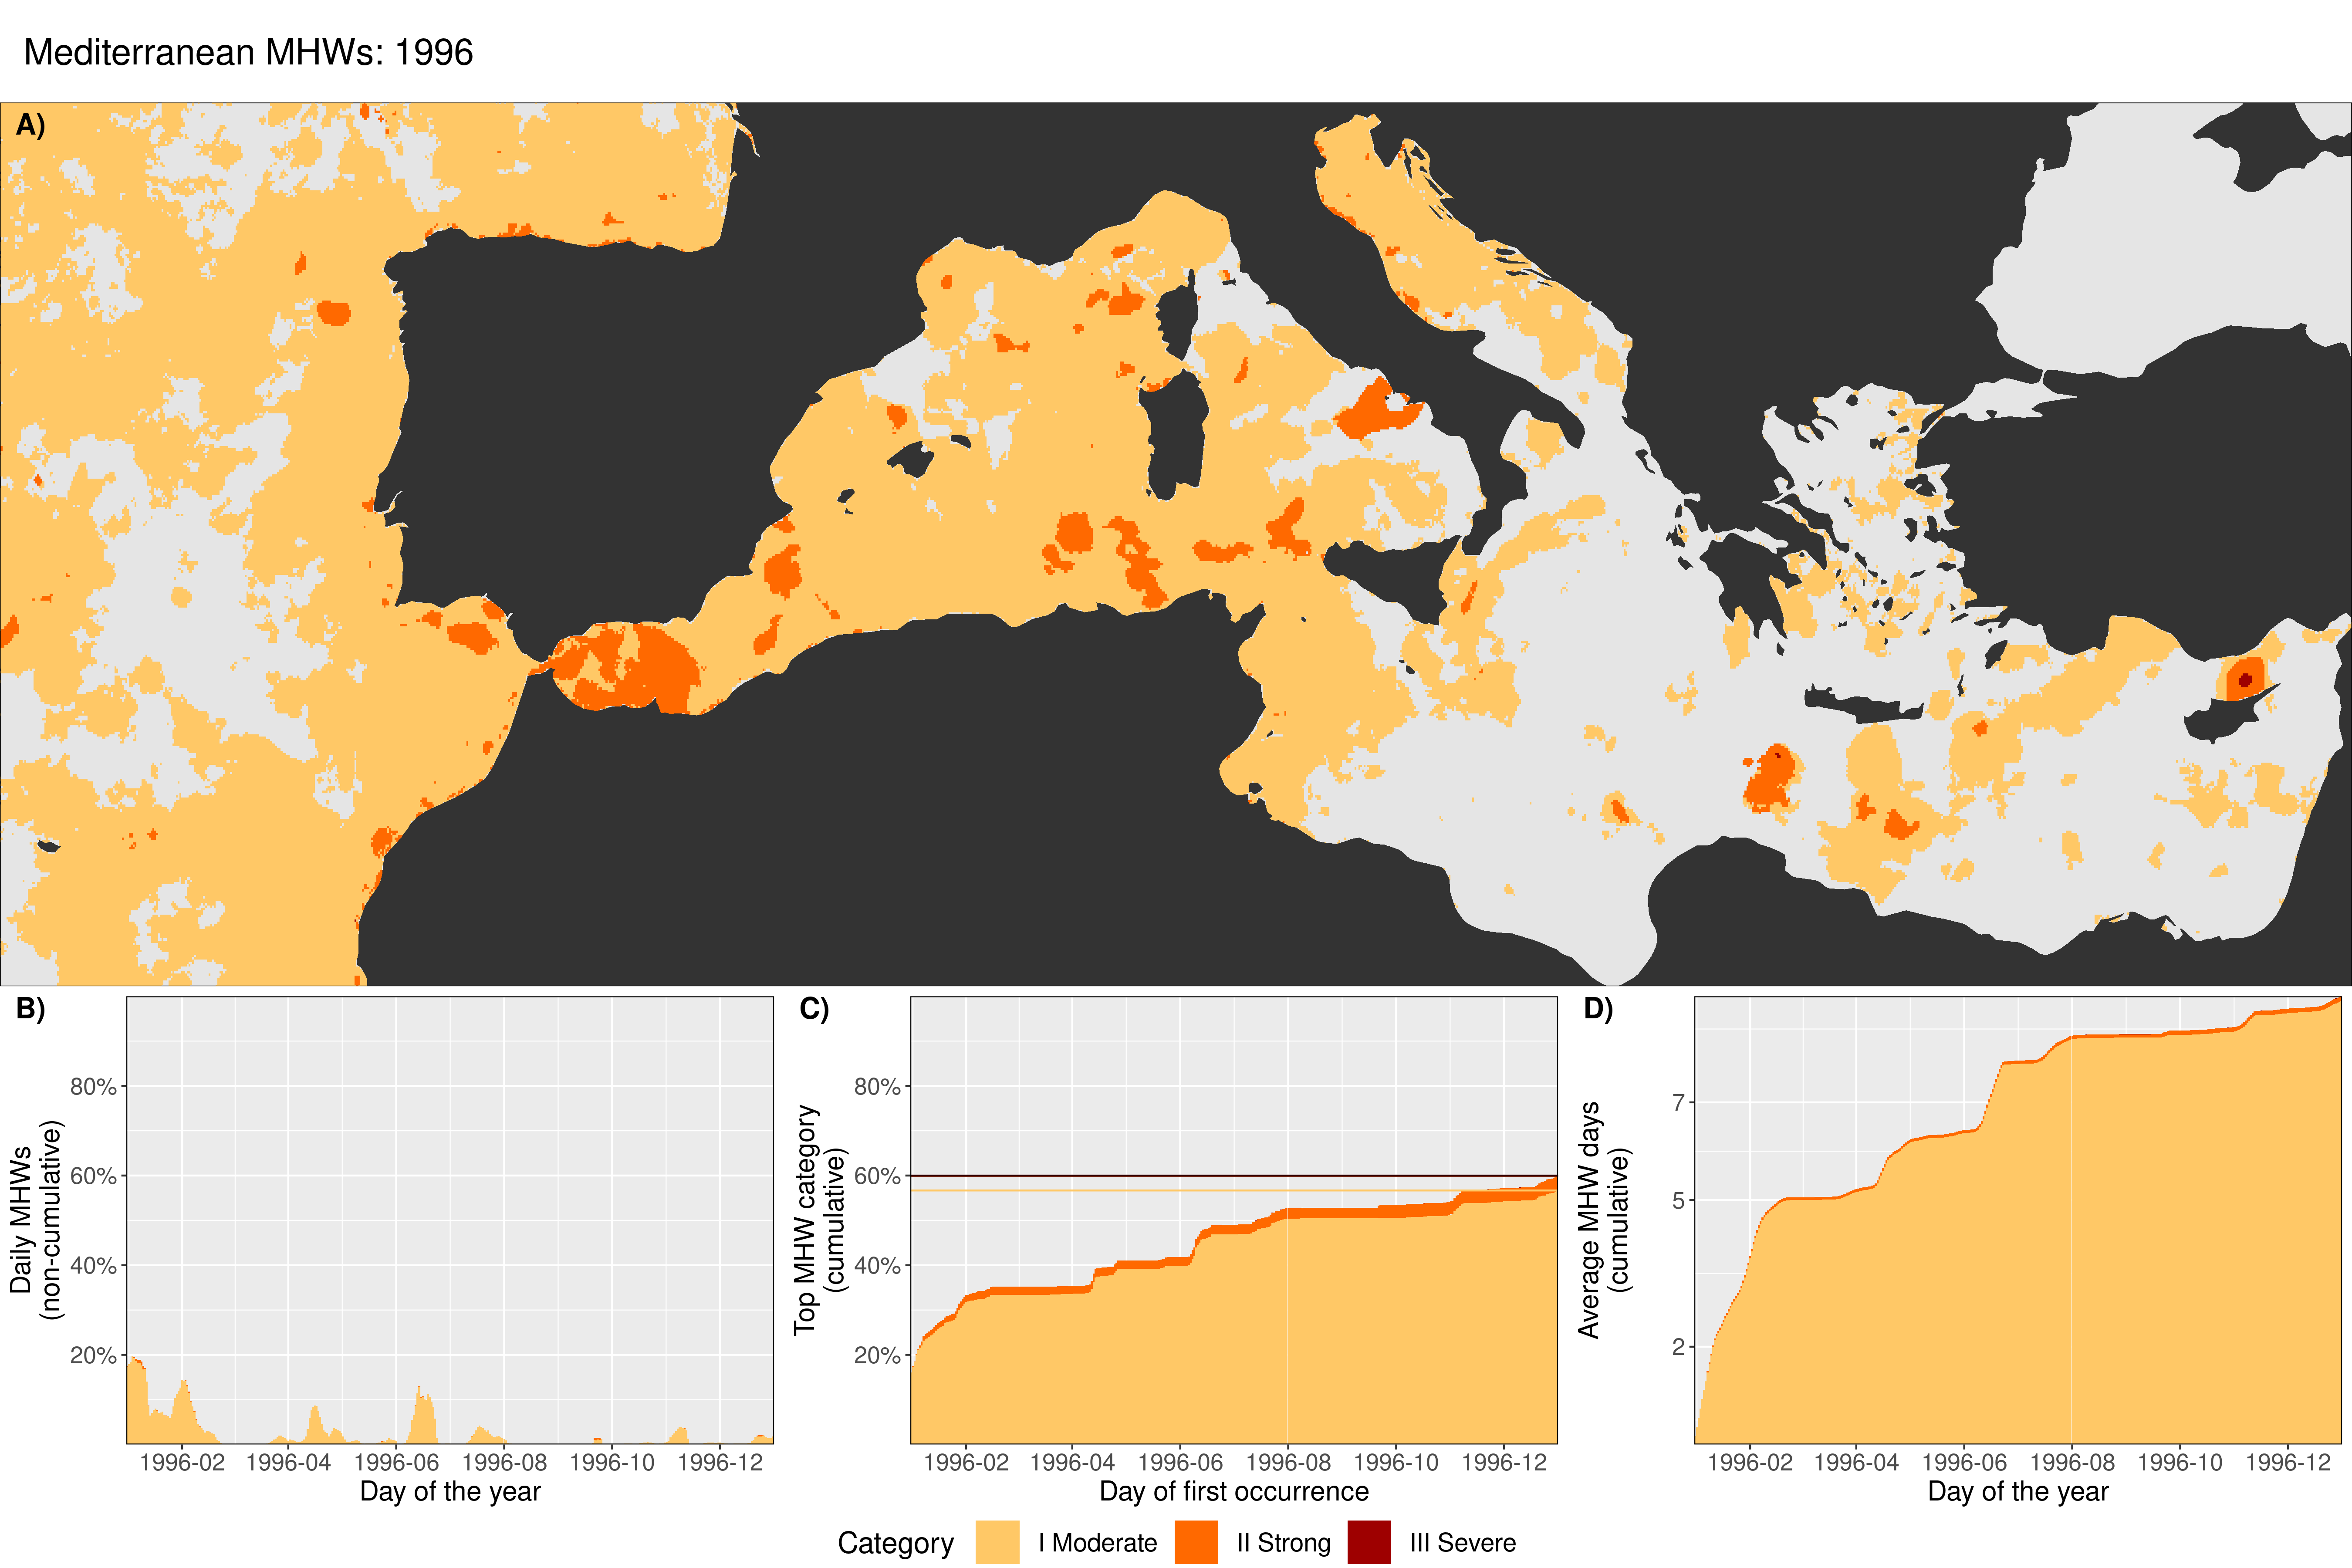 Mediterranean MHWs: 1996
A)
B)
Daily MHWs
(non-cumulative)
80%
60%
40%
20%
1996-02 1996-04 1996-06 1996-08 1996-10 1996-12
Day of the year
C)
Top MHW category
(cumulative)
80%
60%
40%
20%
1996-02 1996-04 1996-06 1996-08 1996-10 1996-12
Day of first occurrence
D)
Average MHW days
(cumulative)
7
5
2
1996-02 1996-04 1996-06 1996-08 1996-10 1996-12
Day of the year
Category I Moderate II Strong III Severe